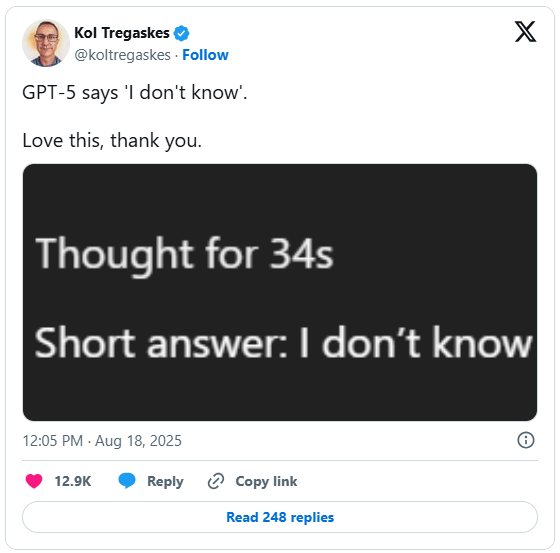 Kol Tregaskes
@koltregaskes · Follow
GPT-5 says 'I don't know'.
Love this, thank you.
Thought for 34s
Short answer: I don’t know
12:05 PM · Aug 18, 2025
12.9K Reply Copy link
Read 248 replies